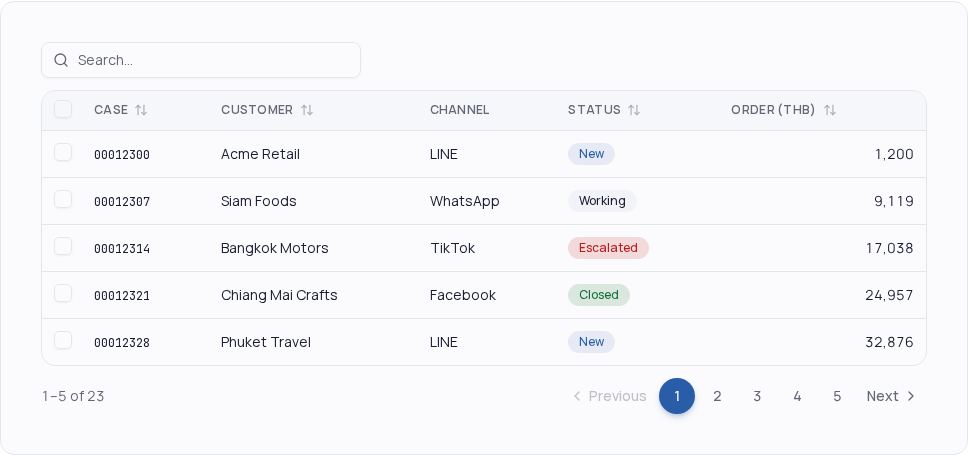 Search...
CASE CUSTOMER CHANNEL STATUS ORDER (THB)
00012300 Acme Retail LINE New 1,200
00012307 Siam Foods WhatsApp Working 9,119
00012314 Bangkok Motors TikTok Escalated 17,038
00012321 Chiang Mai Crafts Facebook Closed 24,957
00012328 Phuket Travel LINE New 32,876
1–5 of 23 Previous 1 2 3 4 5 Next